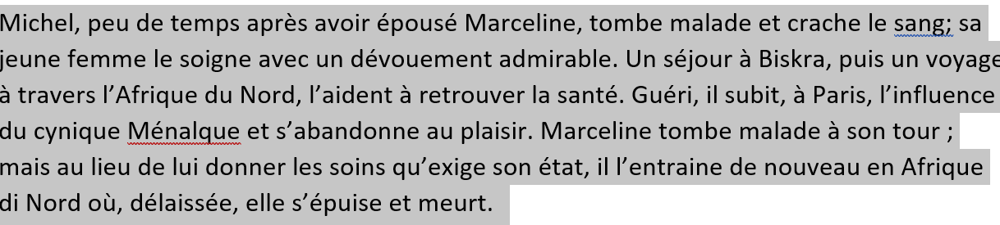 Michel, peu de temps après avoir épousé Marceline, tombe malade et crache le sang; sa
jeune femme le soigne avec un dévouement admirable. Un séjour à Biskra, puis un voyage
à travers l’Afrique du Nord, l’aident à retrouver la santé. Guéri, il subit, à Paris, l’influence
du cynique Ménalque et s’abandonne au plaisir. Marceline tombe malade à son tour ;
mais au lieu de lui donner les soins qu’exige son état, il l’entraine de nouveau en Afrique
di Nord où, délaissée, elle s’épuise et meurt.